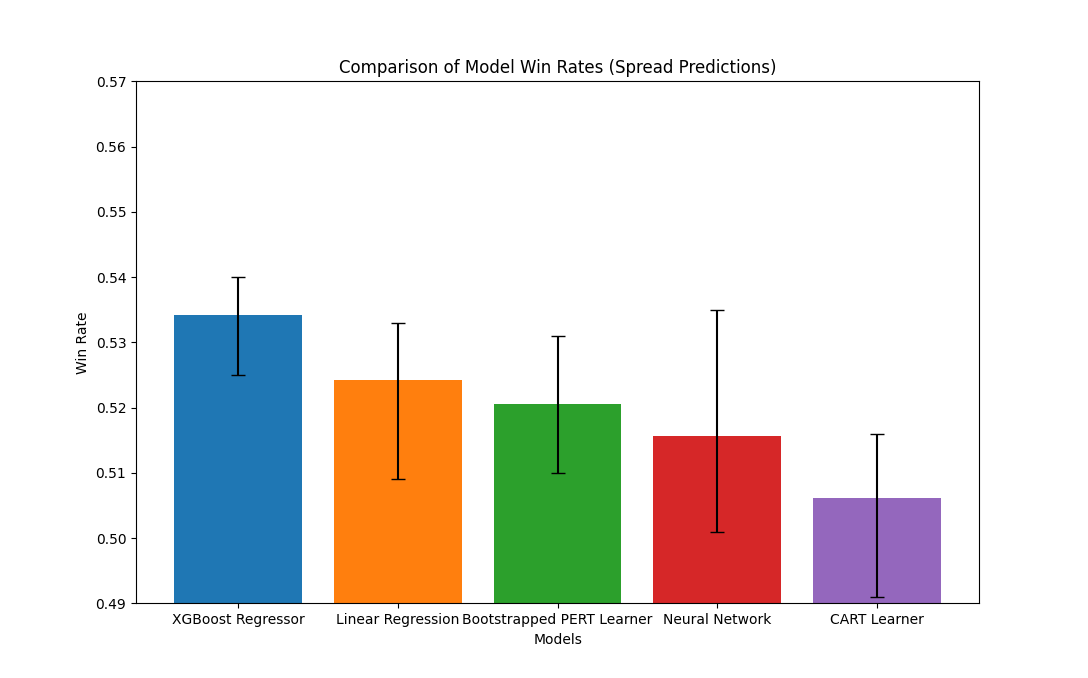 Comparison of Model Win Rates (Spread Predictions)
0.57
0.56
0.55
0.54
0.53
0.52
0.51
0.50
0.49
Win Rate
XGBoost Regressor
Linear Regression
Bootstrapped PERT Learner
Neural Network
CART Learner
Models